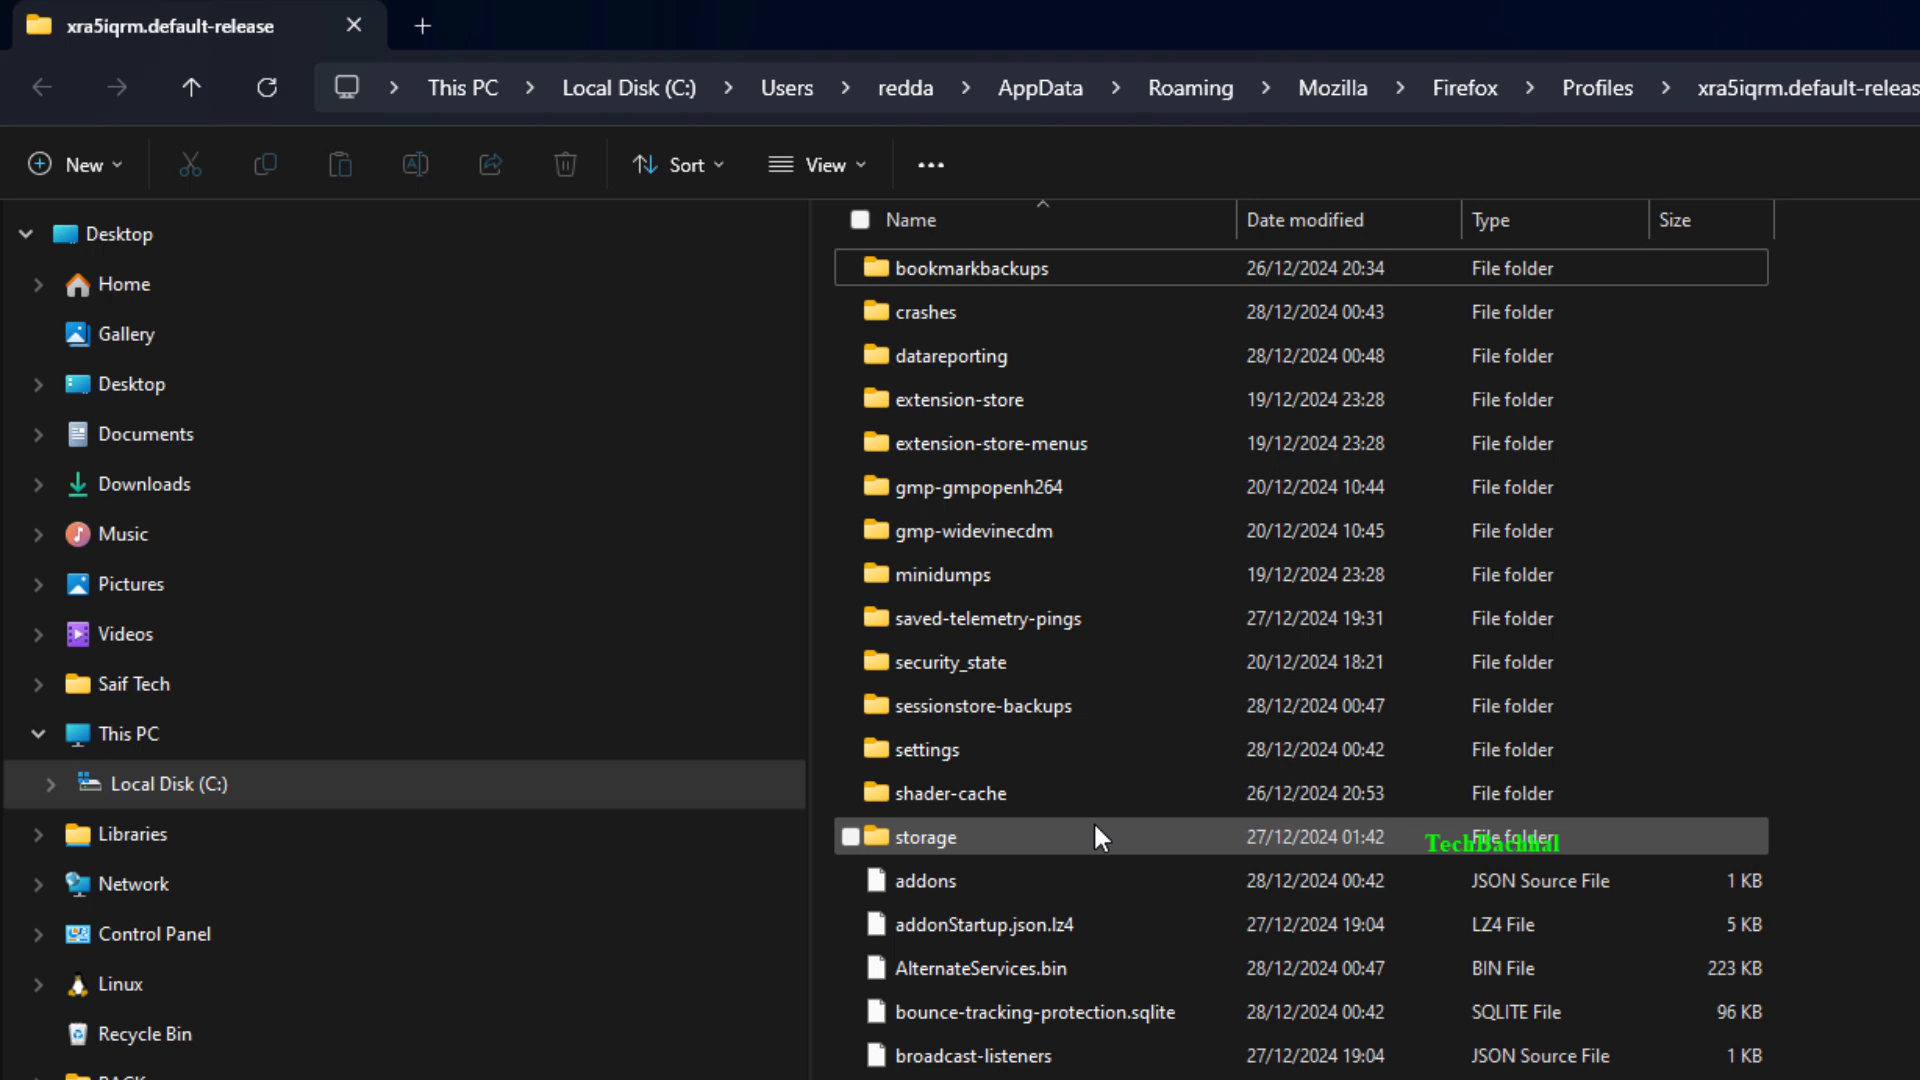 xra5iqrm.default-release
This PC > Local Disk (C:) > Users > redda > AppData > Roaming > Mozilla > Firefox > Profiles > xra5iqrm.default-releas
New Sort View
Desktop
Home
Gallery
Desktop
Documents
Downloads
Music
Pictures
Videos
Saif Tech
This PC
Local Disk (C:)
Libraries
Network
Control Panel
Linux
Recycle Bin
Name Date modified Type Size
bookmarkbackups 26/12/2024 20:34 File folder
crashes 28/12/2024 00:43 File folder
datareporting 28/12/2024 00:48 File folder
extension-store 19/12/2024 23:28 File folder
extension-store-menus 19/12/2024 23:28 File folder
gmp-gmpopenh264 20/12/2024 10:44 File folder
gmp-widevinecdm 20/12/2024 10:45 File folder
minidumps 19/12/2024 23:28 File folder
saved-telemetry-pings 27/12/2024 19:31 File folder
security_state 20/12/2024 18:21 File folder
sessionstore-backups 28/12/2024 00:47 File folder
settings 28/12/2024 00:42 File folder
shader-cache 26/12/2024 20:53 File folder
storage 27/12/2024 01:42 File folder
addons 28/12/2024 00:42 JSON Source File 1 KB
addonStartup.json.lz4 27/12/2024 19:04 LZ4 File 5 KB
AlternateServices.bin 28/12/2024 00:47 BIN File 223 KB
bounce-tracking-protection.sqlite 28/12/2024 00:42 SQLITE File 96 KB
broadcast-listeners 27/12/2024 19:04 JSON Source File 1 KB